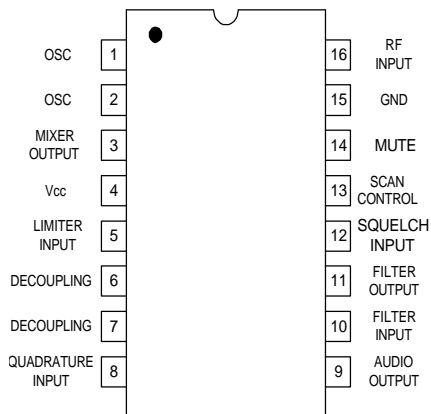 OSC 1
OSC 2
MIXER
OUTPUT 3
Vcc 4
LIMITER
INPUT 5
DECOUPLING 6
DECOUPLING 7
QUADRATURE
INPUT 8
16 RF
INPUT
15 GND
14 MUTE
13 SCAN
CONTROL
12 SQUELCH
INPUT
11 FILTER
OUTPUT
10 FILTER
INPUT
9 AUDIO
OUTPUT